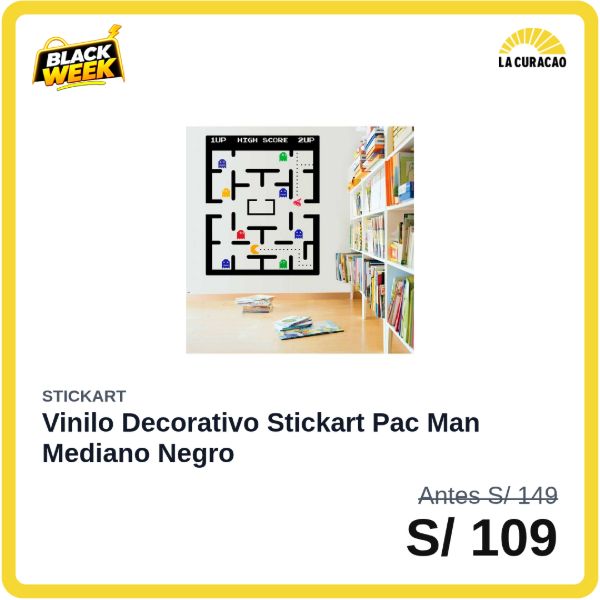 BLACK
WEEK
LA CURACAO
1UP HIGH SCORE 2UP
STICKART
Vinilo Decorativo Stickart Pac Man
Mediano Negro
Antes S/ 149
S/ 109